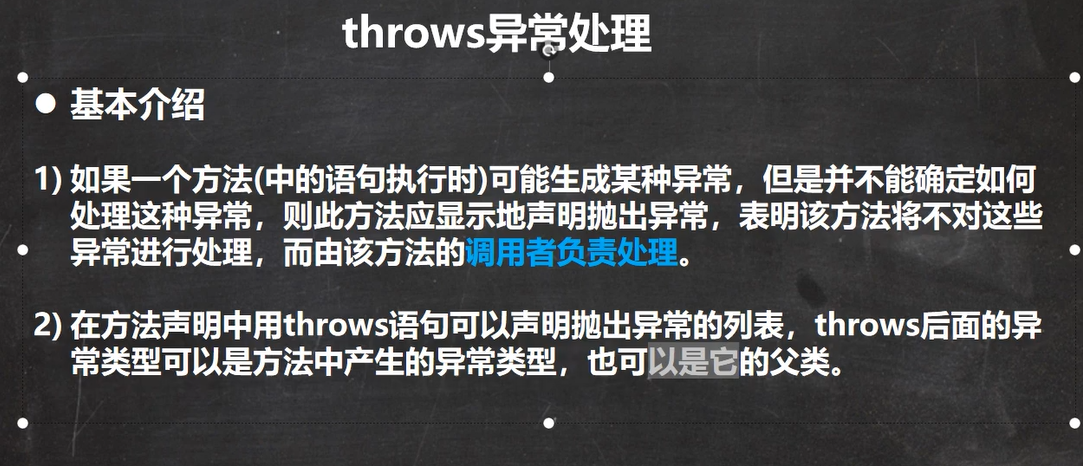 throws异常处理
● 基本介绍
1) 如果一个方法(中的语句执行时)可能生成某种异常，但是并不能确定如何
处理这种异常，则此方法应显示地声明抛出异常，表明该方法将不对这些
异常进行处理，而由该方法的调用者负责处理。
2) 在方法声明中用throws语句可以声明抛出异常的列表，throws后面的异
常类型可以是方法中产生的异常类型，也可以是它的父类。